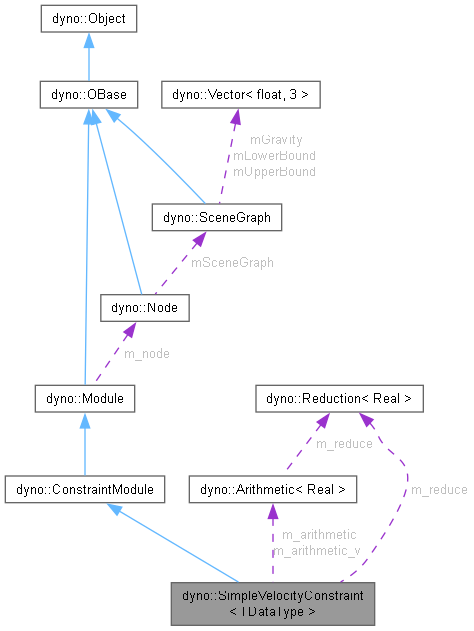 dyno::Object
dyno::OBase
dyno::Vector< float, 3 >
mGravity
mLowerBound
mUpperBound
dyno::SceneGraph
mSceneGraph
dyno::Node
m_node
dyno::Module
dyno::Reduction< Real >
m_reduce
m_reduce
dyno::ConstraintModule
dyno::Arithmetic< Real >
m_arithmetic
m_arithmetic_v
dyno::SimpleVelocityConstraint
< TDataType >